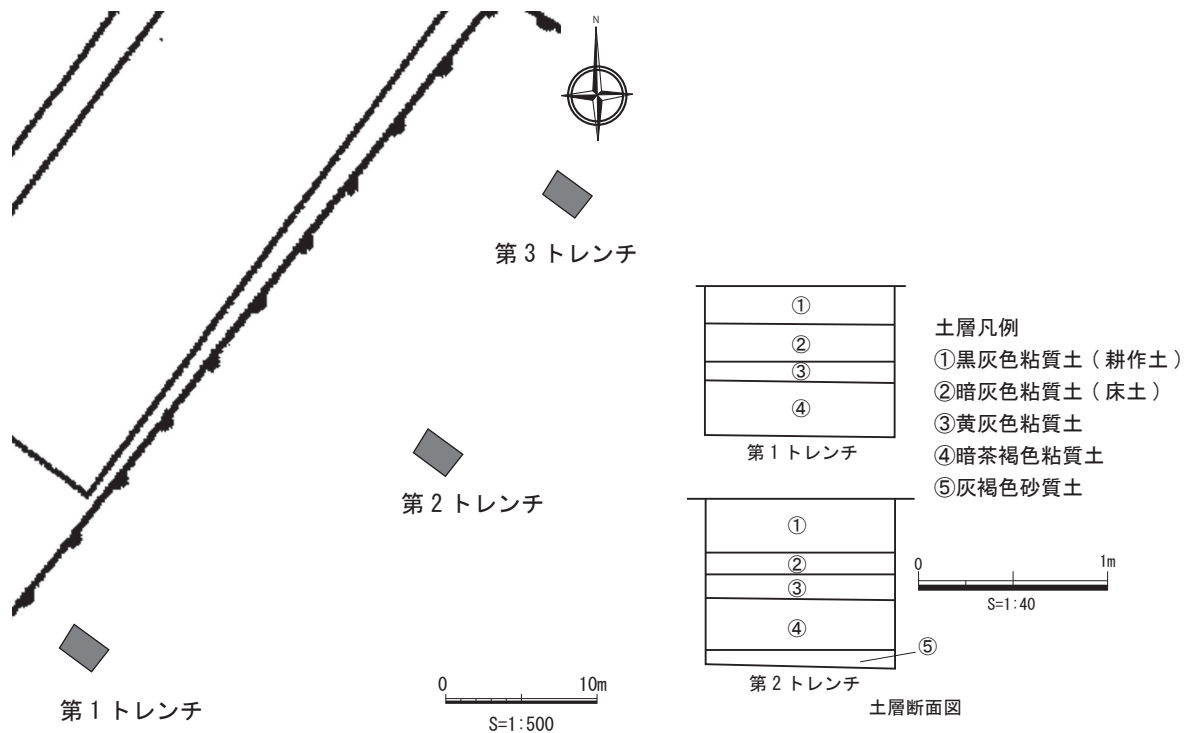 N
第3トレンチ
第2トレンチ
第1トレンチ
0 10m
S=1:500
①
②
③
④
第1トレンチ
①
②
③
④
⑤
第2トレンチ
土層断面図
土層凡例
①黒灰色粘質土(耕作土)
②暗灰色粘質土(床土)
③黄灰色粘質土
④暗茶褐色粘質土
⑤灰褐色砂質土
0 1m
S=1:40